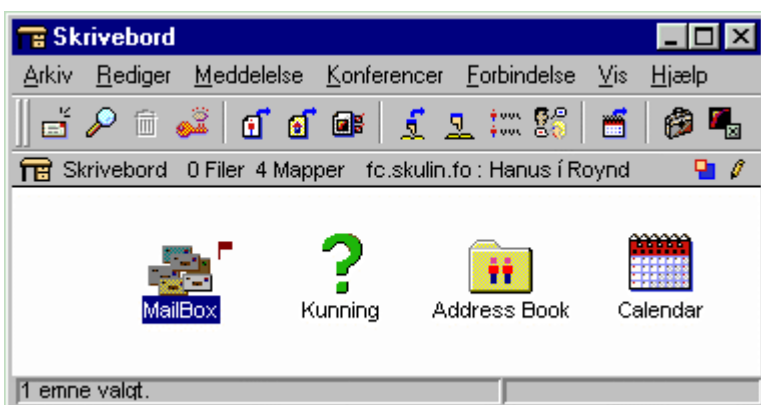 Skrivebord
Arkiv Rediger Meddelelse Konferencer Forbindelse Vis Hjælp
Skrivebord 0 Filer 4 Mapper fc.skulin.fo : Hanus í Roynd
MailBox Kunning Address Book Calendar
1 emne valgt.